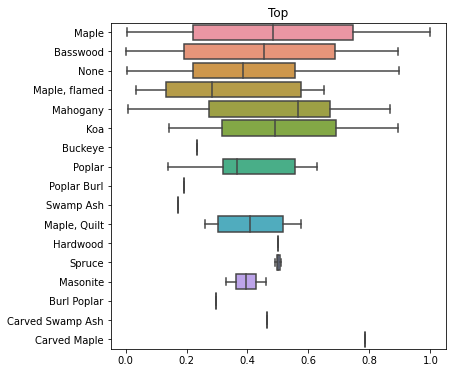 Top
Maple
Basswood
None
Maple, flamed
Mahogany
Koa
Buckeye
Poplar
Poplar Burl
Swamp Ash
Maple, Quilt
Hardwood
Spruce
Masonite
Burl Poplar
Carved Swamp Ash
Carved Maple
0.0 0.2 0.4 0.6 0.8 1.0